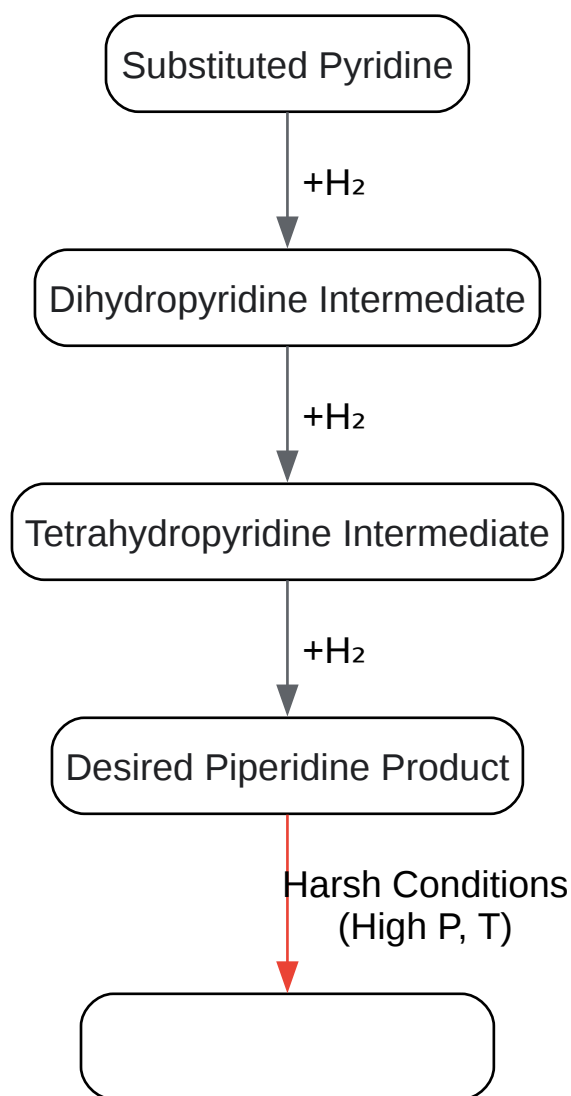 Substituted Pyridine
+H₂
Dihydropyridine Intermediate
+H₂
Tetrahydropyridine Intermediate
+H₂
Desired Piperidine Product
Harsh Conditions
(High P, T)